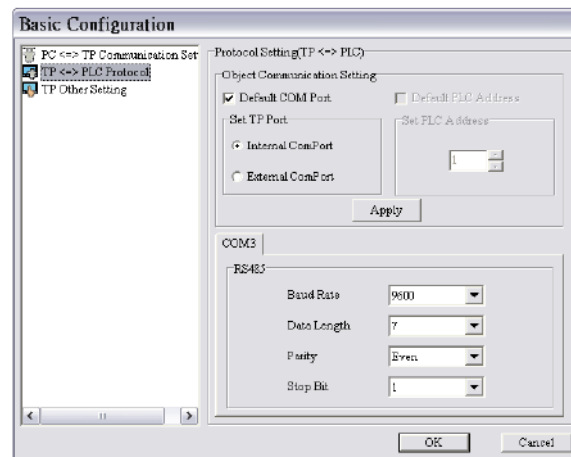 Basic Configuration
PC <=> TP Communication Set
TP <=> PLC Protocol
TP Other Setting
Protocol Setting(TP <=> PLC)
Object Communication Setting
Default COM Port
Default PLC Address
Set TP Port
Internal ComPort
External ComPort
Set PLC Address
1
Apply
COM3
RS485
Baud Rate
9600
Data Length
7
Parity
Even
Stop Bit
1
OK
Cancel